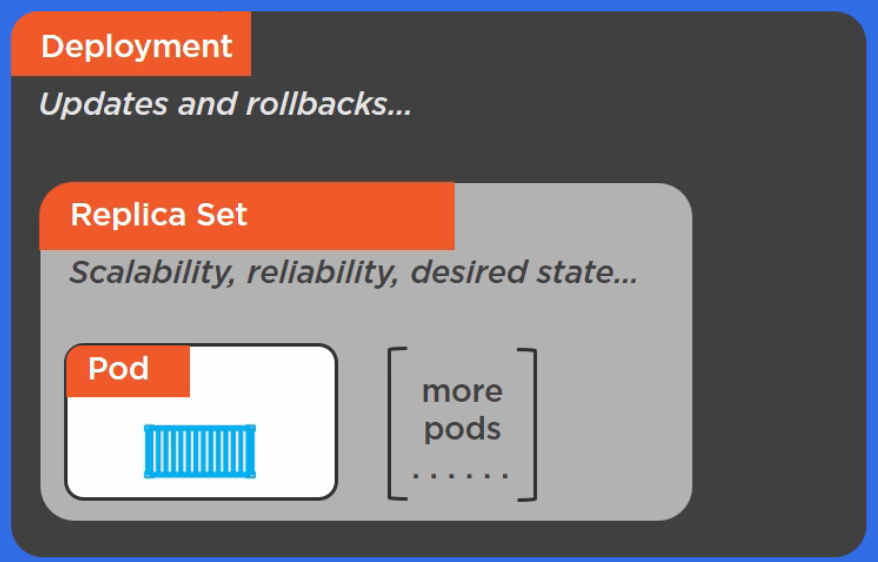 Deployment
Updates and rollbacks...
Replica Set
Scalability, reliability, desired state...
Pod
more
pods
......